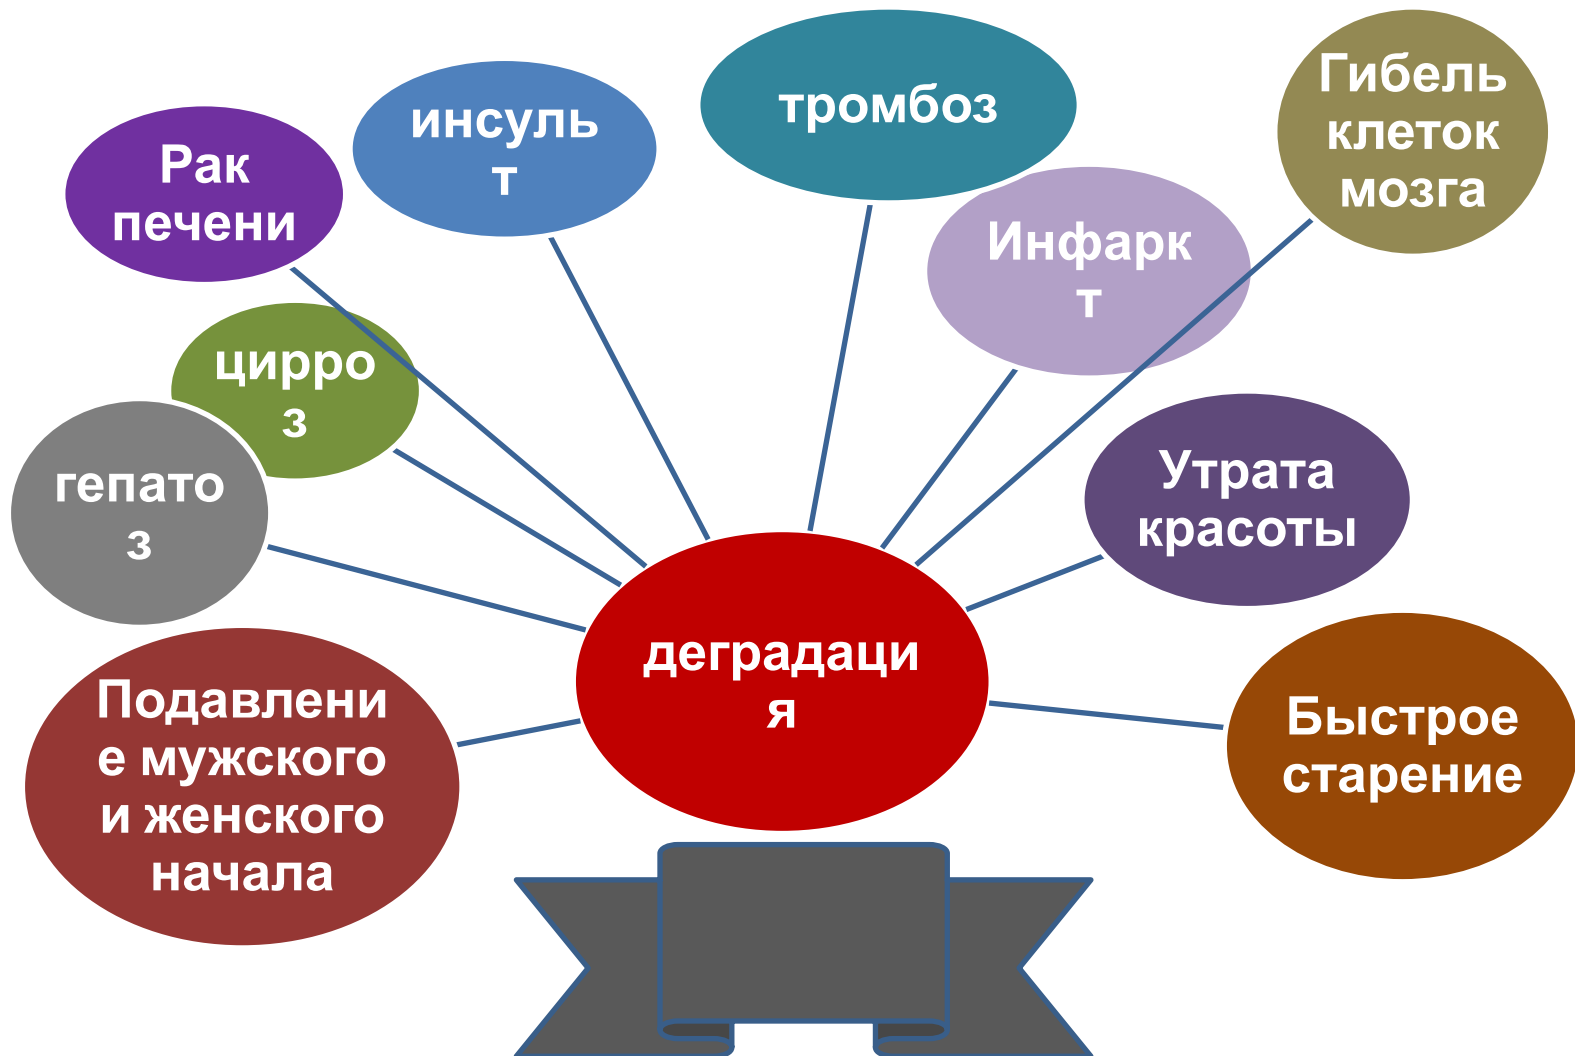 Рак
печени
инсуль
т
тромбоз
Гибель
клеток
мозга
Инфарк
т
цирро
з
гепато
з
Утрата
красоты
деградаци
я
Подавлени
е мужского
и женского
начала
Быстрое
старение